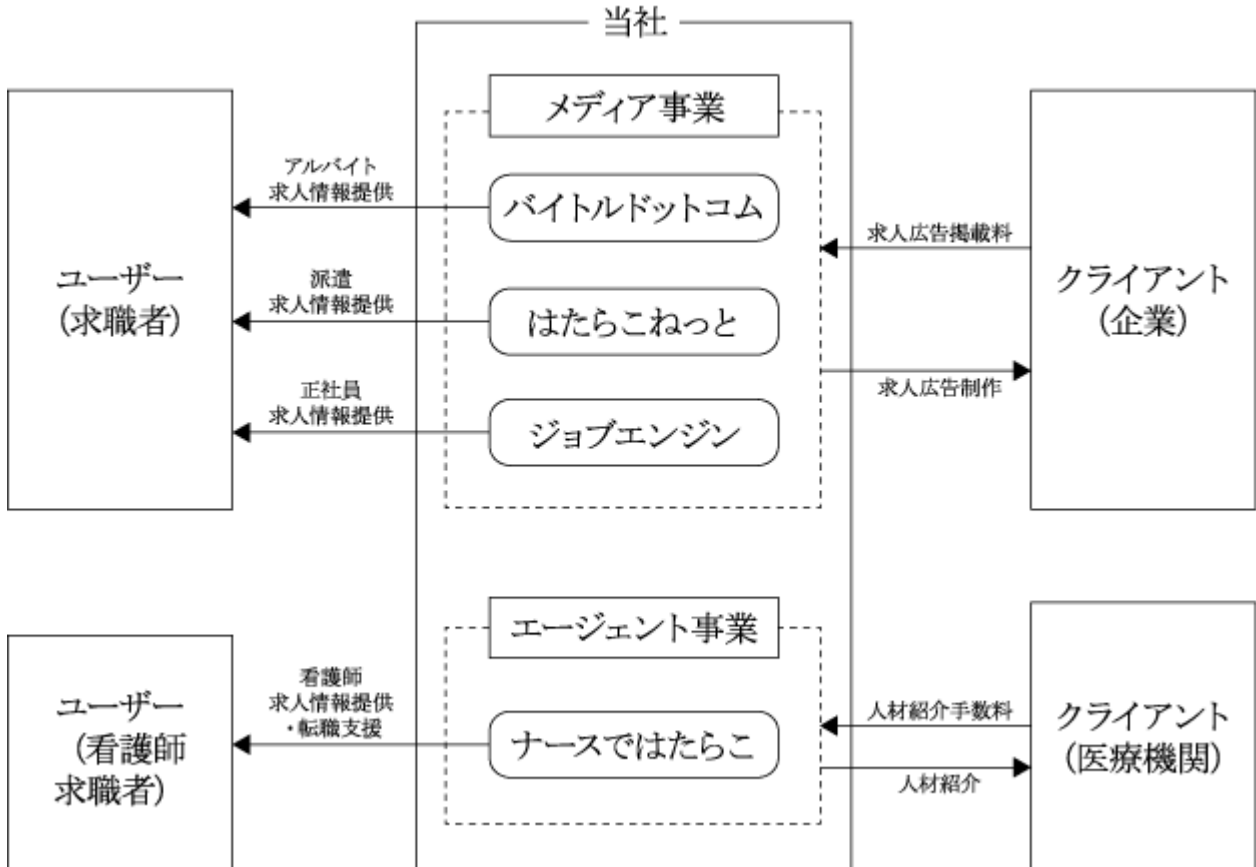 当社
メディア事業
アルバイト
求人情報提供
バイトルドットコム
求人広告掲載料
ユーザー
(求職者)
派遣
求人情報提供
はたらこねっと
クライアント
(企業)
正社員
求人情報提供
ジョブエンジン
求人広告制作
エージェント事業
ユーザー
(看護師
求職者)
看護師
求人情報提供
・転職支援
ナースではたらこ
人材紹介手数料
人材紹介
クライアント
(医療機関)